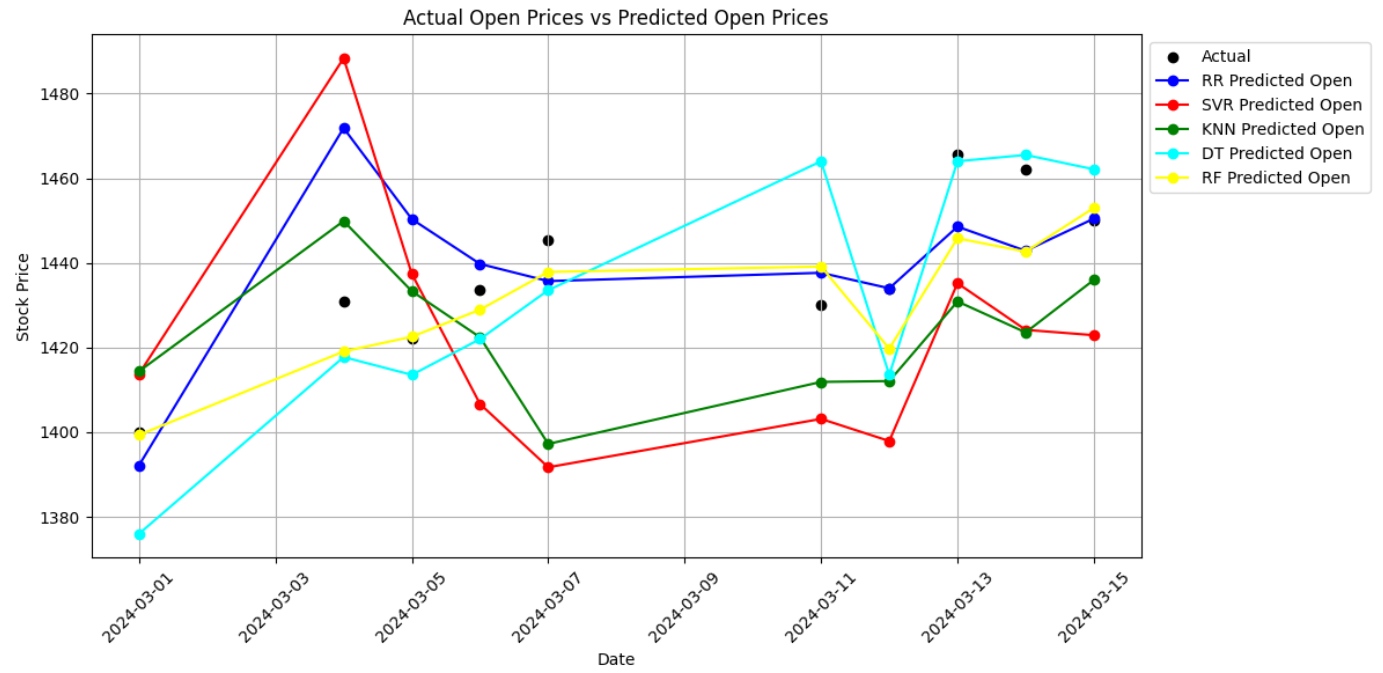 Actual Open Prices vs Predicted Open Prices
Stock Price
1480
1460
1440
1420
1400
1380
2024-03-01
2024-03-03
2024-03-05
2024-03-07
2024-03-09
2024-03-11
2024-03-13
2024-03-15
Date
Actual
RR Predicted Open
SVR Predicted Open
KNN Predicted Open
DT Predicted Open
RF Predicted Open